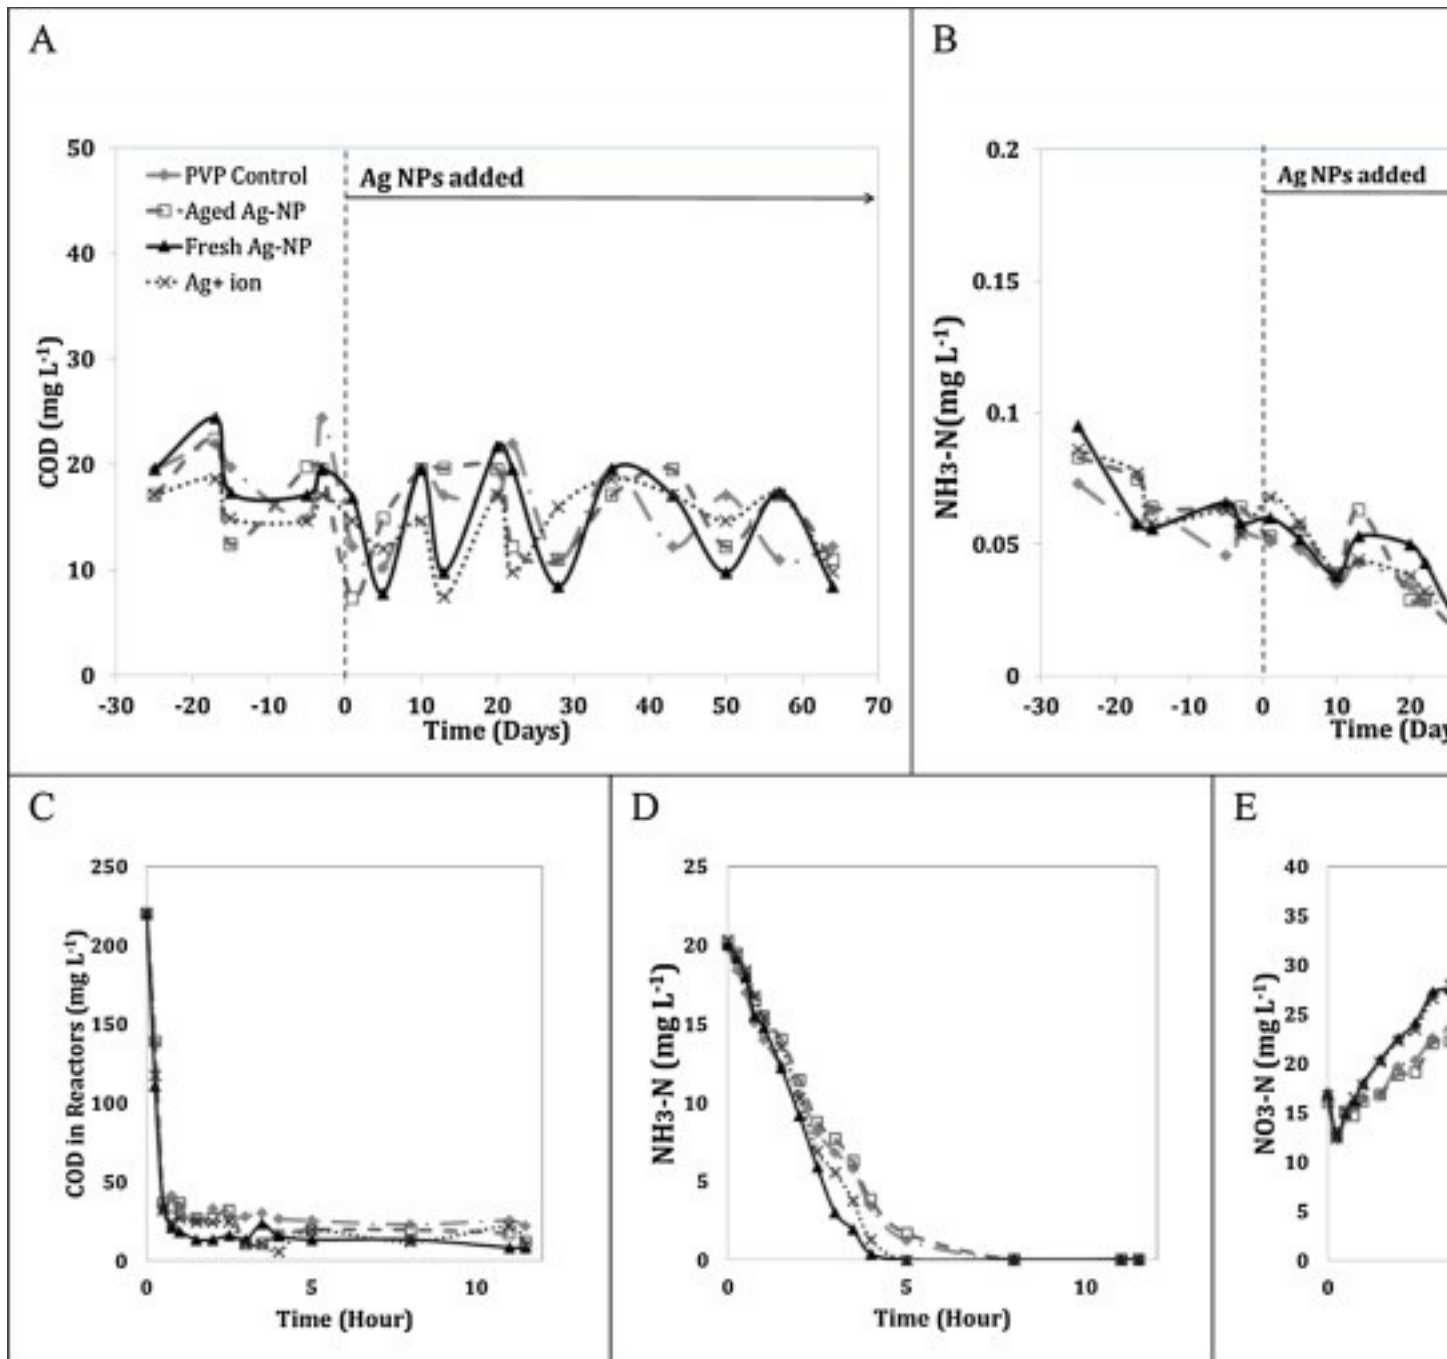 A
50
40
30
20
10
0
COD (mg L-1)
PVP Control
Aged Ag-NP
Fresh Ag-NP
Ag+ ion
Ag NPs added
-30 -20 -10 0 10 20 30 40 50 60 70
Time (Days)
B
0.2
0.15
0.1
0.05
0
NH3-N(mg L-1)
Ag NPs added
-30 -20 -10 0 10 20
Time (Day
C
250
200
150
100
50
0
COD in Reactors (mg L-1)
0 5 10
Time (Hour)
D
25
20
15
10
5
0
NH3-N (mg L-1)
0 5 10
Time (Hour)
E
40
35
30
25
20
15
10
5
0
NO3-N (mg L-1)
0